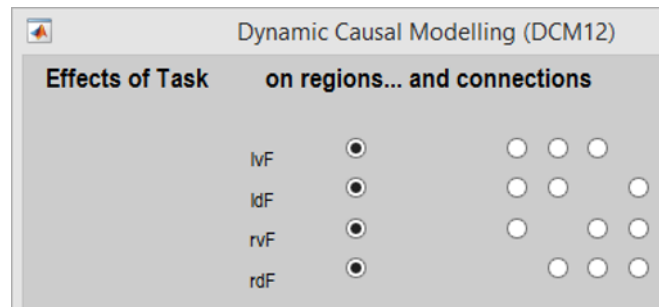 Dynamic Causal Modelling (DCM12)
Effects of Task on regions... and connections
lvF
ldF
rvF
rdF